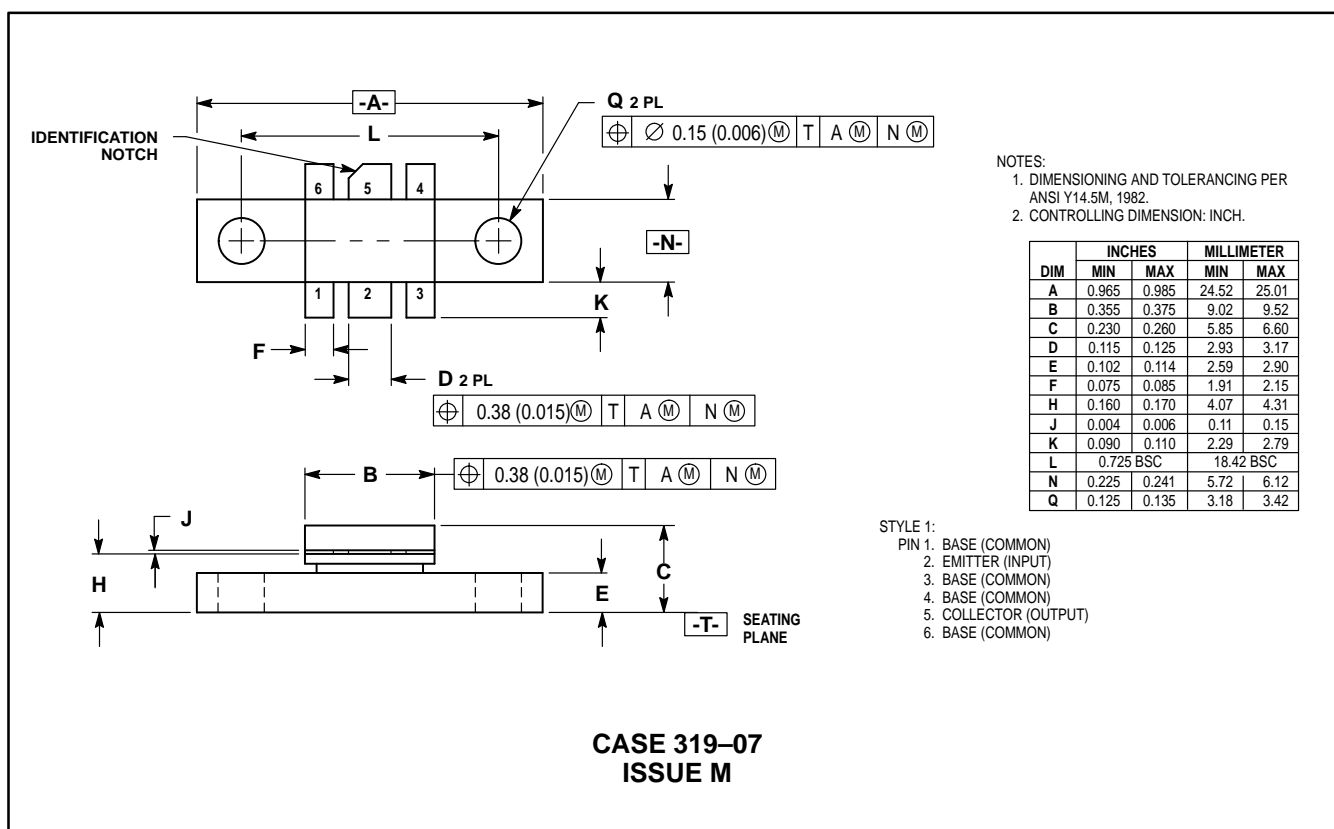 -A-
Q 2 PL
⌖ ∅ 0.15 (0.006) Ⓜ T A Ⓜ N Ⓜ
IDENTIFICATION
NOTCH
L
6 5 4
-N-
1 2 3
K
F
D 2 PL
⌖ 0.38 (0.015) Ⓜ T A Ⓜ N Ⓜ
B
⌖ 0.38 (0.015) Ⓜ T A Ⓜ N Ⓜ
J
H
C
E
-T- SEATING
PLANE
NOTES:
1. DIMENSIONING AND TOLERANCING PER
ANSI Y14.5M, 1982.
2. CONTROLLING DIMENSION: INCH.
INCHES MILLIMETER
DIM MIN MAX MIN MAX
A 0.965 0.985 24.52 25.01
B 0.355 0.375 9.02 9.52
C 0.230 0.260 5.85 6.60
D 0.115 0.125 2.93 3.17
E 0.102 0.114 2.59 2.90
F 0.075 0.085 1.91 2.15
H 0.160 0.170 4.07 4.31
J 0.004 0.006 0.11 0.15
K 0.090 0.110 2.29 2.79
L 0.725 BSC 18.42 BSC
N 0.225 0.241 5.72 6.12
Q 0.125 0.135 3.18 3.42
STYLE 1:
PIN 1. BASE (COMMON)
2. EMITTER (INPUT)
3. BASE (COMMON)
4. BASE (COMMON)
5. COLLECTOR (OUTPUT)
6. BASE (COMMON)
CASE 319–07
ISSUE M